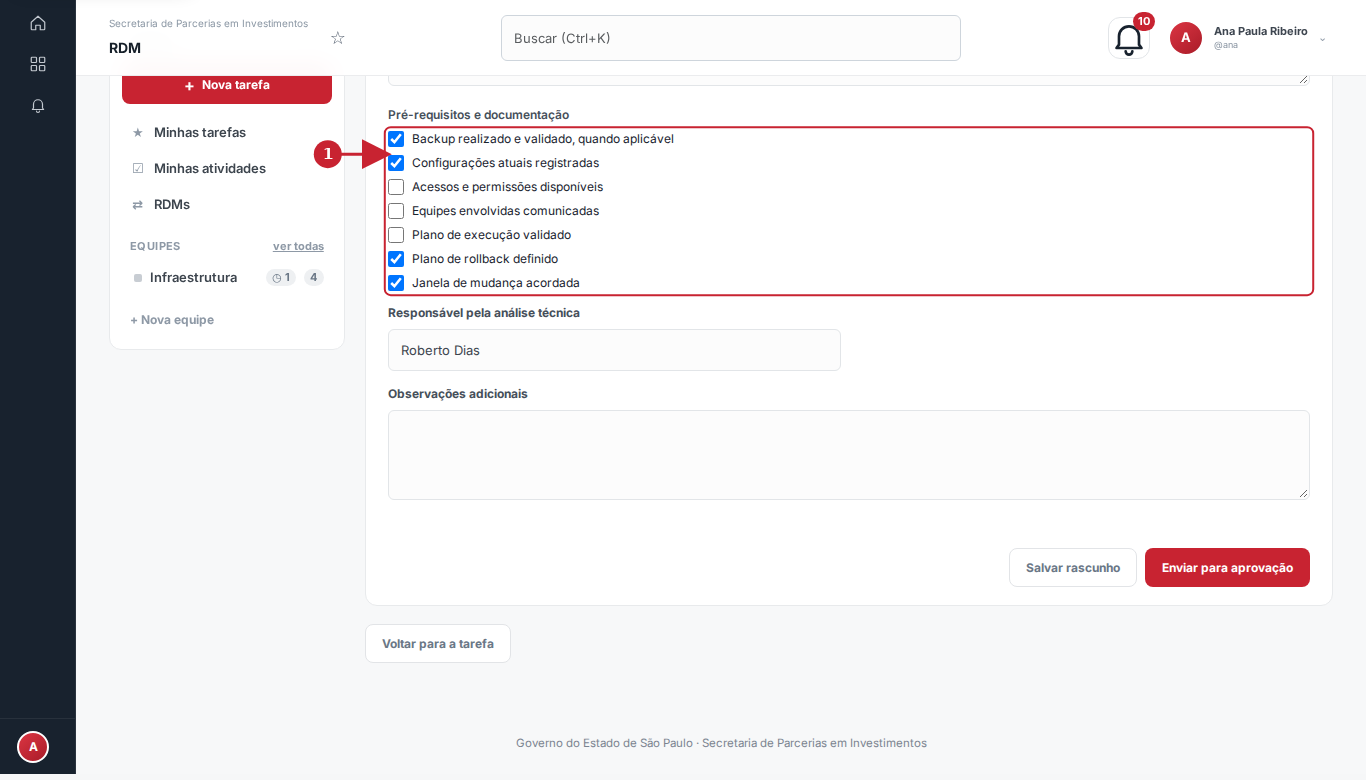 Secretaria de Parcerias em Investimentos
RDM
Buscar (Ctrl+K)
10
A
Ana Paula Ribeiro
@ana
+ Nova tarefa
Minhas tarefas
Minhas atividades
RDMs
EQUIPES
ver todas
Infraestrutura
1
4
+ Nova equipe
1
Pré-requisitos e documentação
Backup realizado e validado, quando aplicável
Configurações atuais registradas
Acessos e permissões disponíveis
Equipes envolvidas comunicadas
Plano de execução validado
Plano de rollback definido
Janela de mudança acordada
Responsável pela análise técnica
Roberto Dias
Observações adicionais
Salvar rascunho
Enviar para aprovação
Voltar para a tarefa
A
Governo do Estado de São Paulo · Secretaria de Parcerias em Investimentos